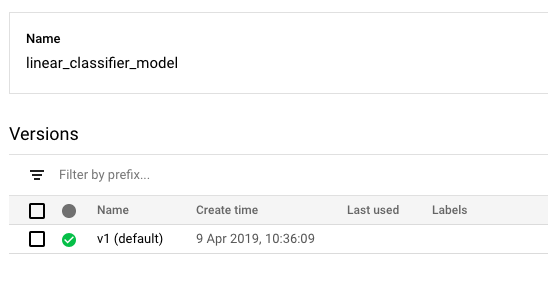 Name
linear_classifier_model
Versions
Filter by prefix...
Name Create time Last used Labels
v1 (default) 9 Apr 2019, 10:36:09